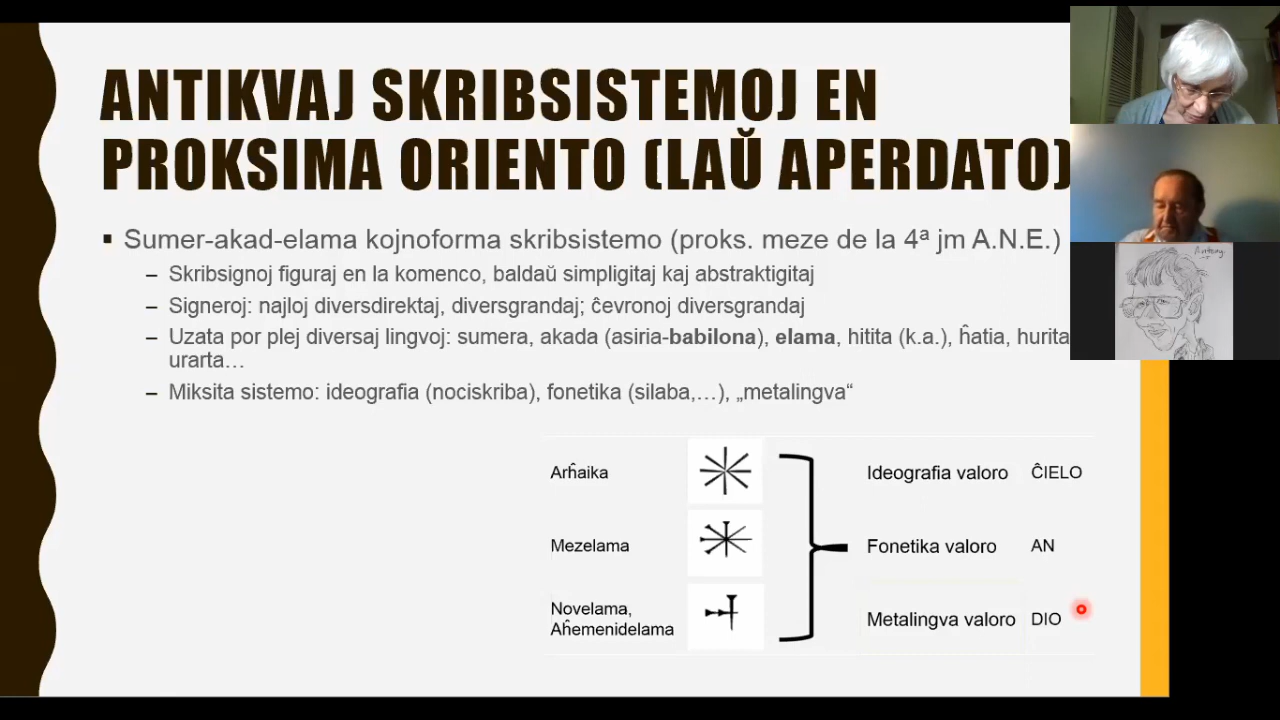 ANTIKVAJ SKRIBSISTEMOJ EN
PROKSIMA ORIENTO (LAŬ APERDATO)
Sumer-akad-elama kojnoforma skribsistemo (proks. meze de la 4ª jm A.N.E.)
– Skribsignoj figuraj en la komenco, baldaŭ simpligitaj kaj abstraktigitaj
– Signeroj: najloj diversdirektaj, diversgrandaj; ĉevronoj diversgrandaj
– Uzata por plej diversaj lingvoj: sumera, akada (asiria-babilona), elama, hitita (k.a.), ĥatia, hurita
urarta…
– Miksita sistemo: ideografia (nociskriba), fonetika (silaba,…), „metalingva“
Arĥaika
Ideografia valoro ĈIELO
Mezelama
Fonetika valoro AN
Novelama,
Aĥemenidelama
Metalingva valoro DIO
Antony